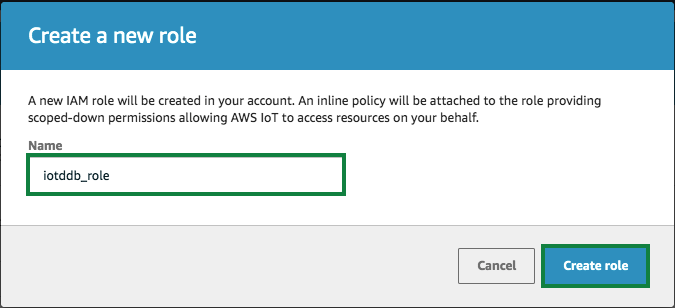 Create a new role
A new IAM role will be created in your account. An inline policy will be attached to the role providing
scoped-down permissions allowing AWS IoT to access resources on your behalf.
Name
iotddb_role
Cancel
Create role